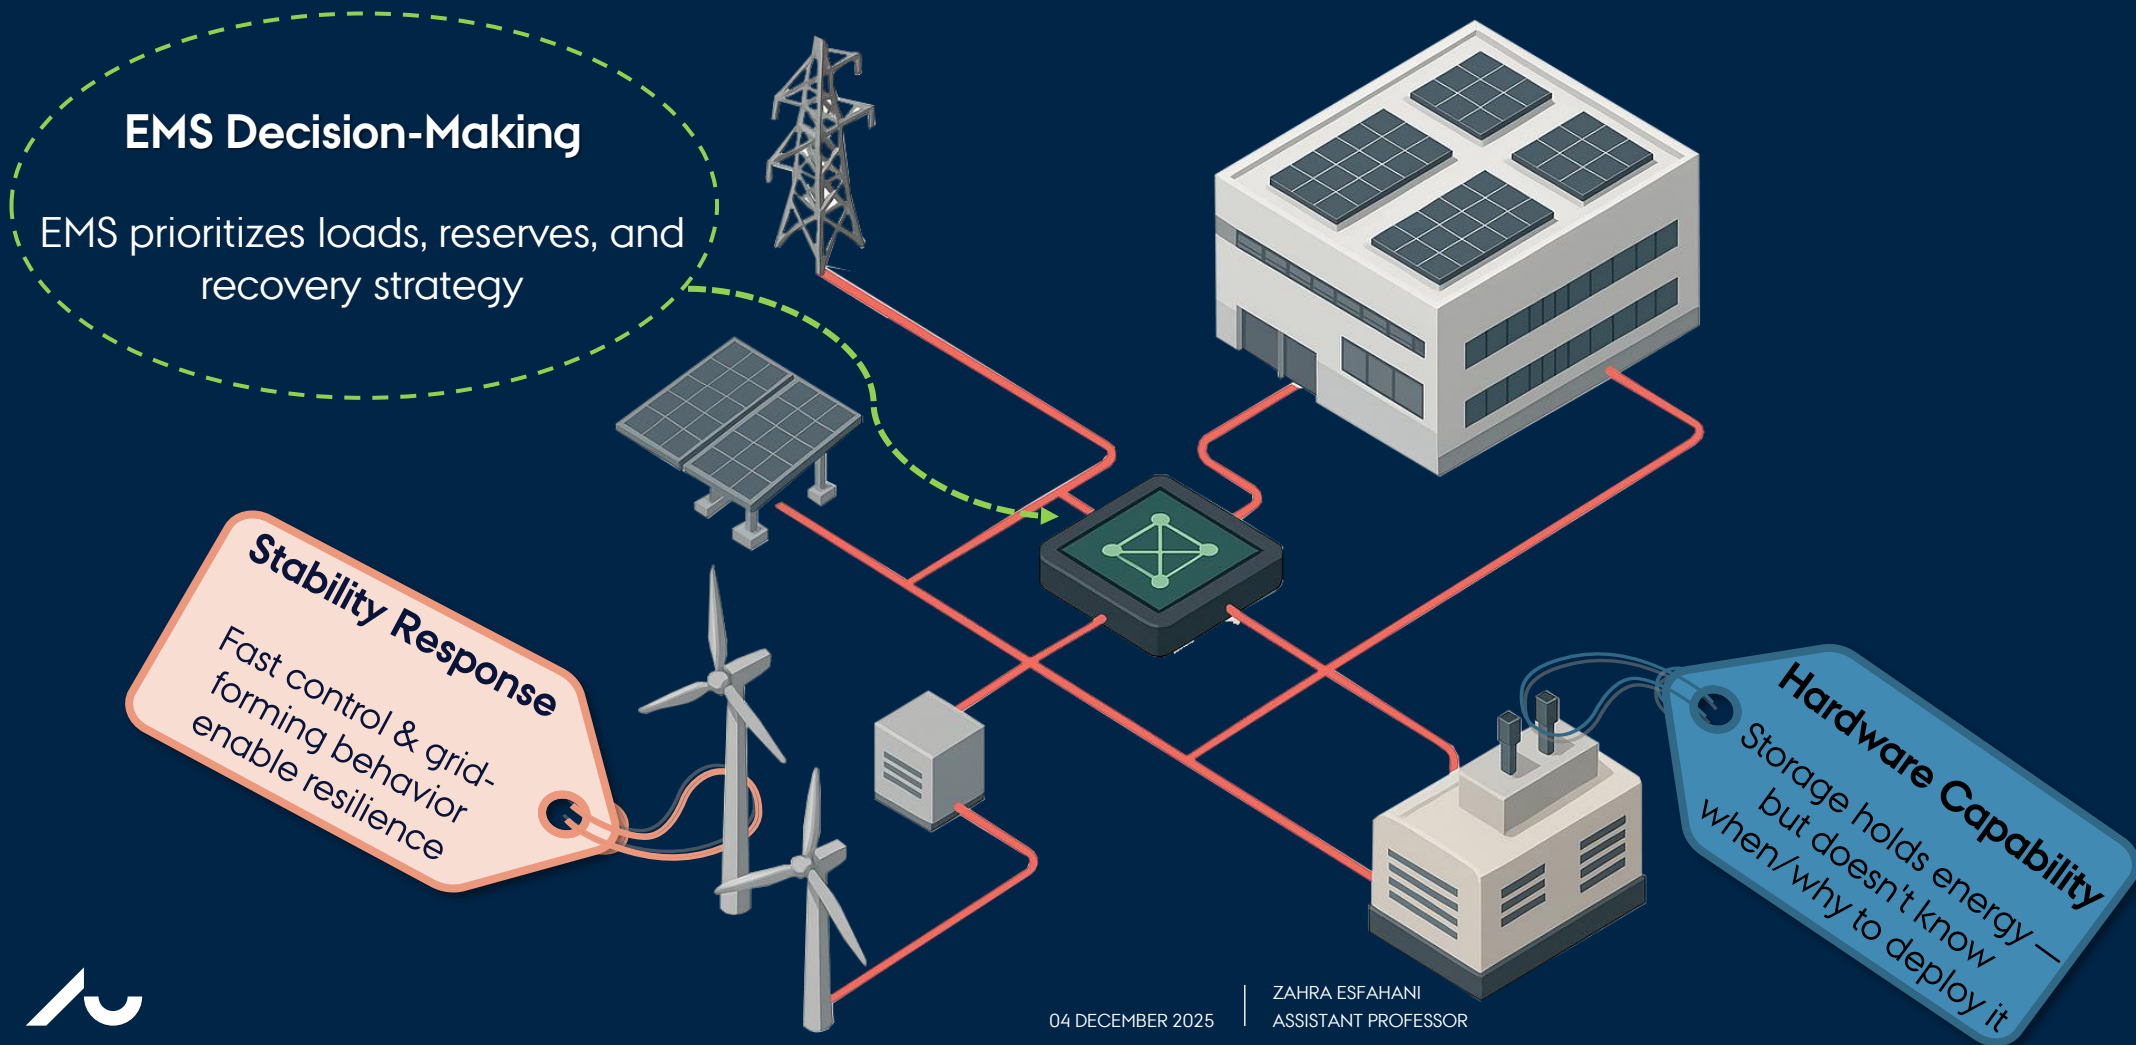 EMS Decision-Making
EMS prioritizes loads, reserves, and
recovery strategy
Stability Response
Fast control & grid-
forming behavior
enable resilience
Hardware Capability
Storage holds energy —
but doesn't know
when/why to deploy it
04 DECEMBER 2025
ZAHRA ESFAHANI
ASSISTANT PROFESSOR